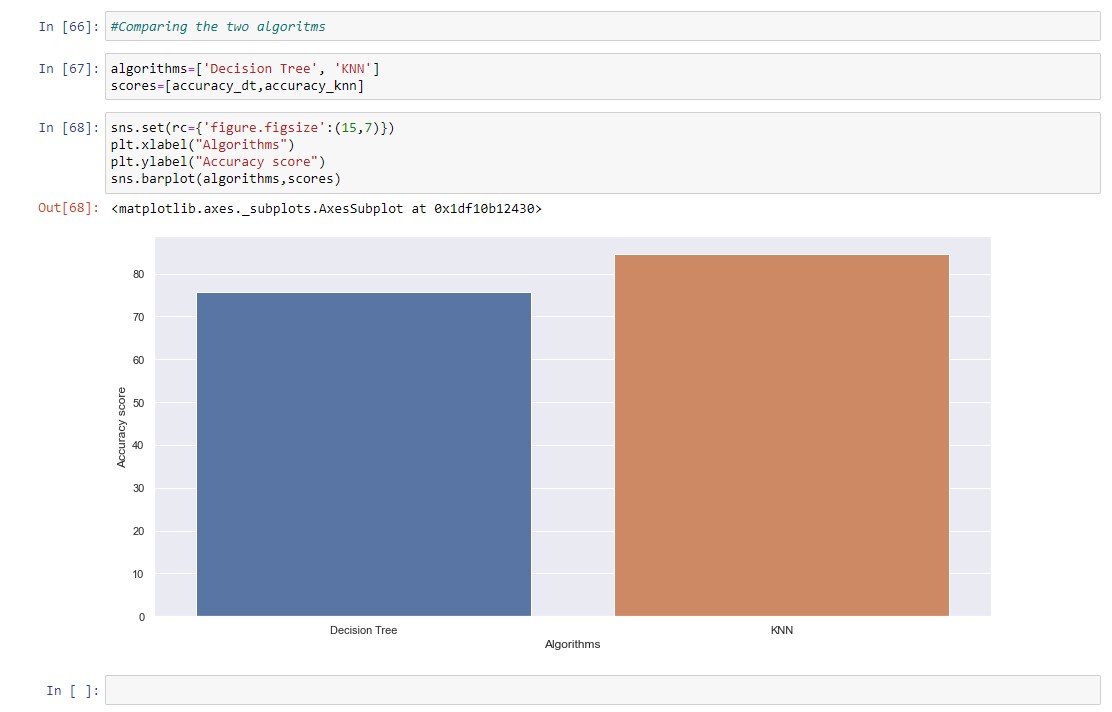 In [66]: #Comparing the two algoritms
In [67]: algorithms=['Decision Tree', 'KNN']
scores=[accuracy_dt,accuracy_knn]
In [68]: sns.set(rc={'figure.figsize':(15,7)})
plt.xlabel("Algorithms")
plt.ylabel("Accuracy score")
sns.barplot(algorithms,scores)
Out[68]: <matplotlib.axes._subplots.AxesSubplot at 0x1df10b12430>
80
70
60
50
40
30
20
10
0
Accuracy score
Decision Tree
KNN
Algorithms
In [ ]: